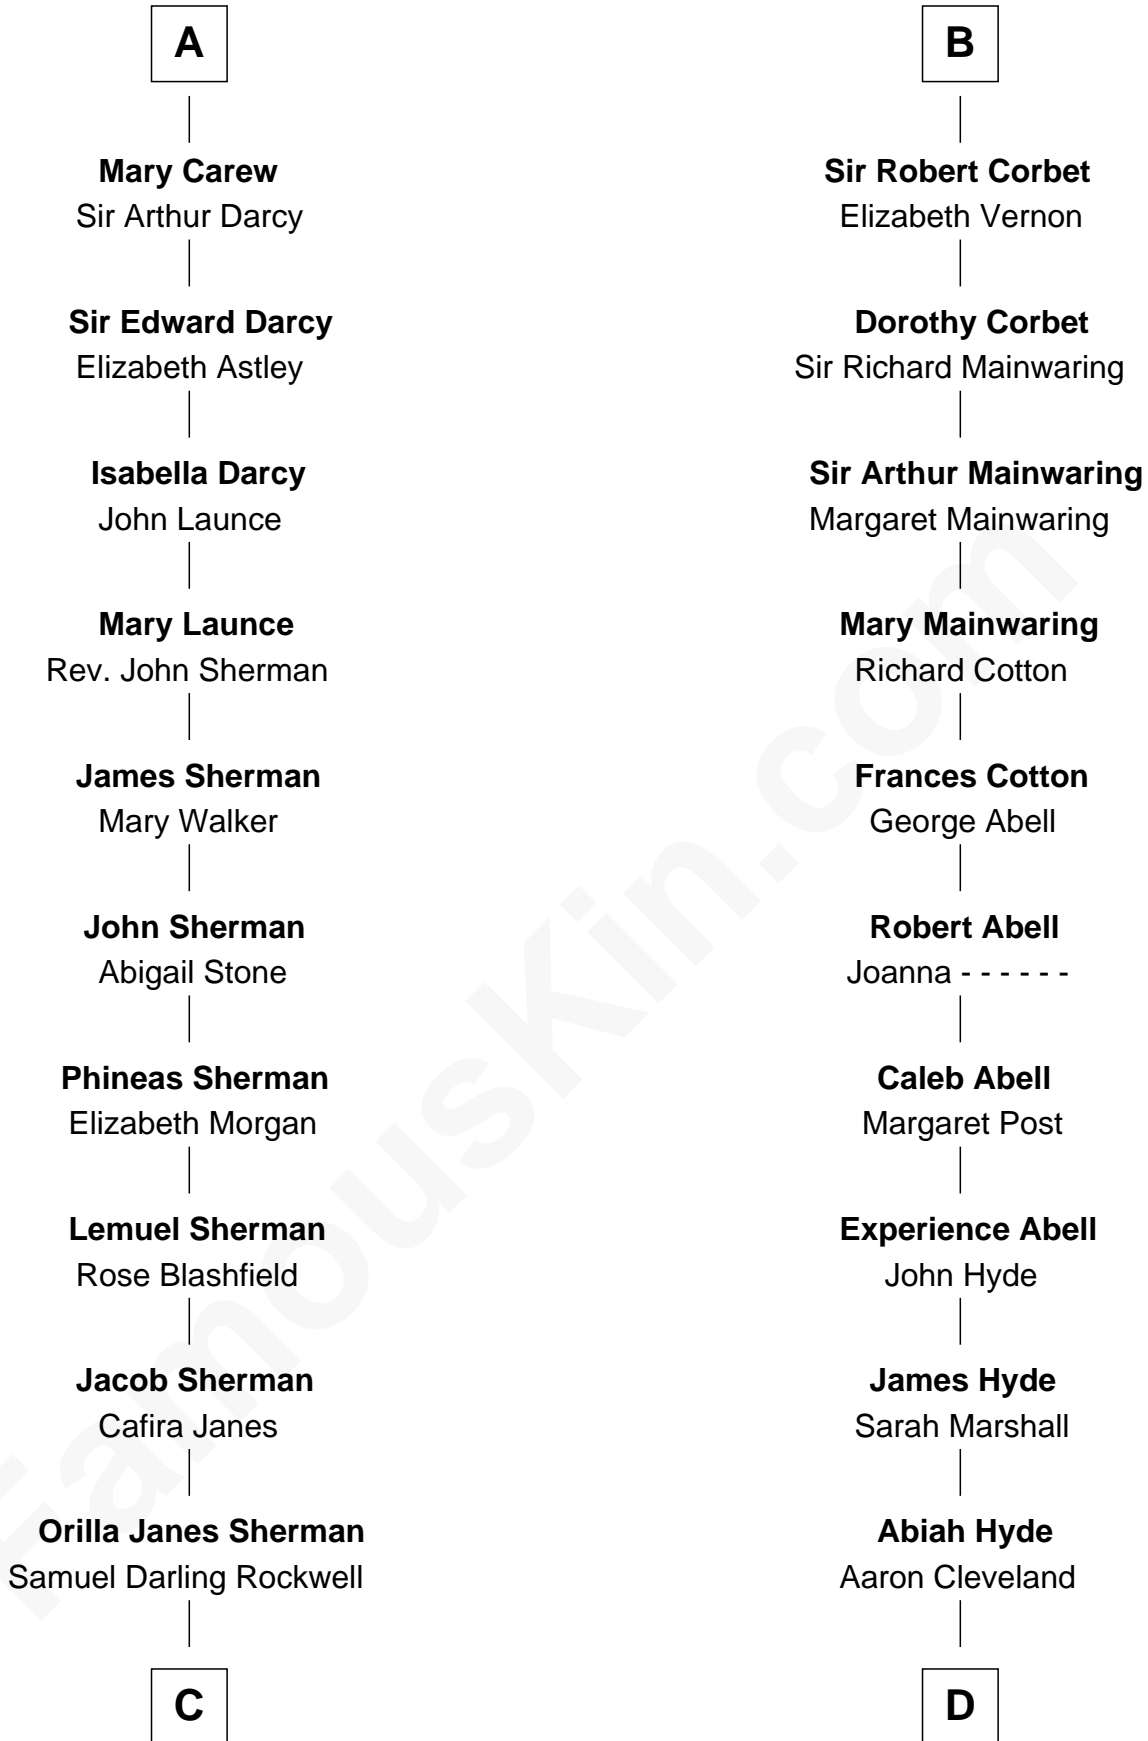 A
Mary Carew
Sir Arthur Darcy
Sir Edward Darcy
Elizabeth Astley
Isabella Darcy
John Launce
Mary Launce
Rev. John Sherman
James Sherman
Mary Walker
John Sherman
Abigail Stone
Phineas Sherman
Elizabeth Morgan
Lemuel Sherman
Rose Blashfield
Jacob Sherman
Cafira Janes
Orilla Janes Sherman
Samuel Darling Rockwell
C
B
Sir Robert Corbet
Elizabeth Vernon
Dorothy Corbet
Sir Richard Mainwaring
Sir Arthur Mainwaring
Margaret Mainwaring
Mary Mainwaring
Richard Cotton
Frances Cotton
George Abell
Robert Abell
Joanna - - - - - -
Caleb Abell
Margaret Post
Experience Abell
John Hyde
James Hyde
Sarah Marshall
Abiah Hyde
Aaron Cleveland
D
FamousKin.com